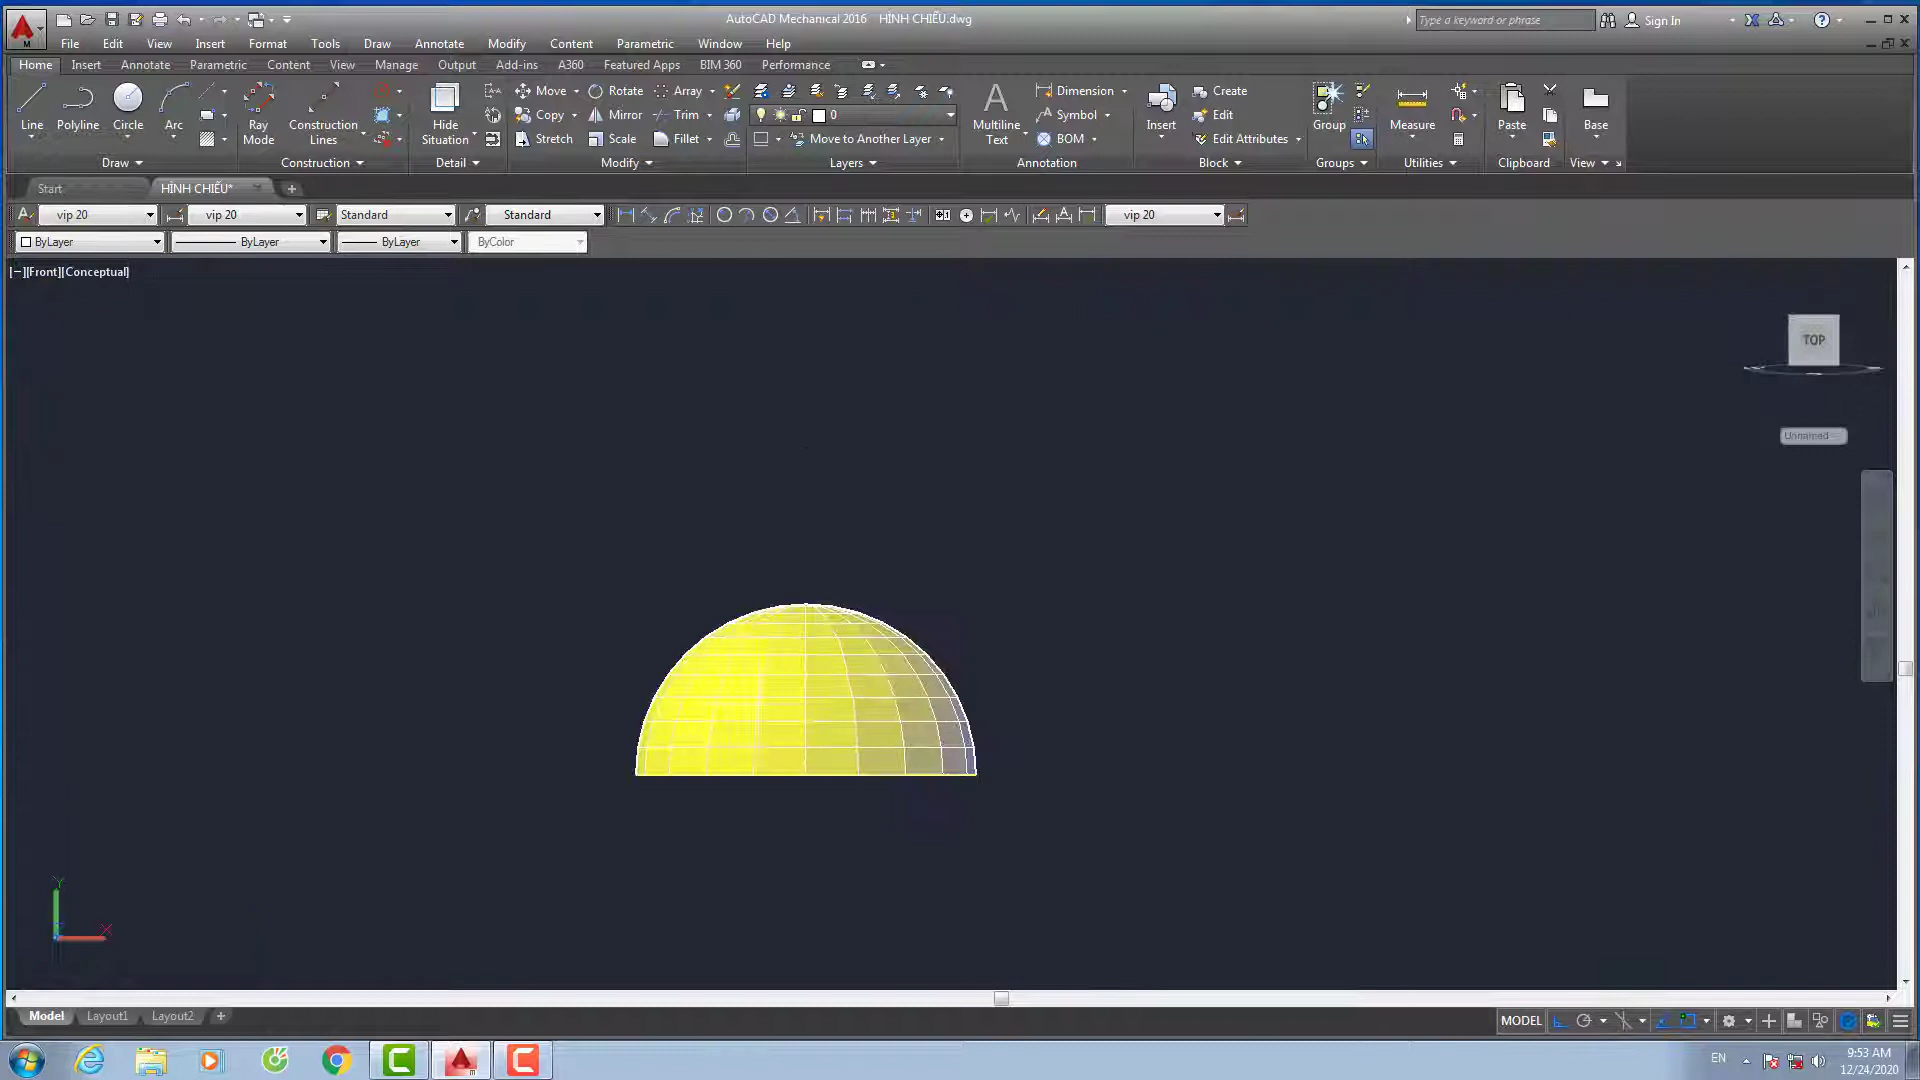 AutoCAD Mechanical 2016 HÌNH CHIẾU.dwg
Type a keyword or phrase
Sign In
M
File Edit View Insert Format Tools Draw Annotate Modify Content Parametric Window Help
Home Insert Annotate Parametric Content View Manage Output Add-ins A360 Featured Apps BIM 360 Performance
Line Polyline Circle Arc
Ray Mode
Construction Lines
Hide Situation
Move Rotate Array
Copy Mirror Trim
Stretch Scale Fillet
0
Move to Another Layer
Multiline Text
Dimension
Symbol
BOM
Insert
Create
Edit
Edit Attributes
Group
Measure
Paste
Base
Draw Construction Detail Modify Layers Annotation Block Groups Utilities Clipboard View
Start HÌNH CHIẾU*
vip 20 vip 20 Standard Standard vip 20
ByLayer ByLayer ByLayer ByColor
[−][Front][Conceptual]
TOP
Unnamed
Y
X
Model Layout1 Layout2
MODEL
EN
9:53 AM
12/24/2020